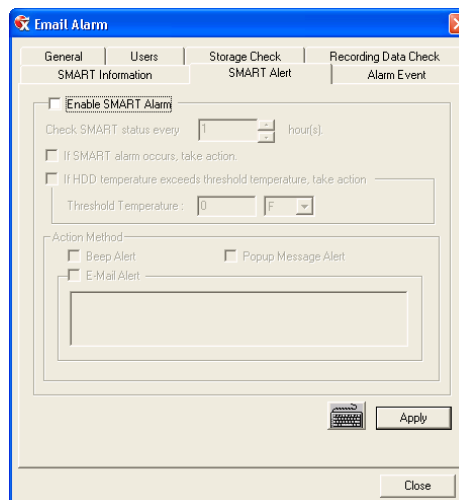 Email Alarm
General Users Storage Check Recording Data Check
SMART Information SMART Alert Alarm Event
Enable SMART Alarm
Check SMART status every 1 hour(s).
If SMART alarm occurs, take action.
If HDD temperature exceeds threshold temperature, take action
Threshold Temperature : 0 F
Action Method
Beep Alert Popup Message Alert
E-Mail Alert
Apply
Close